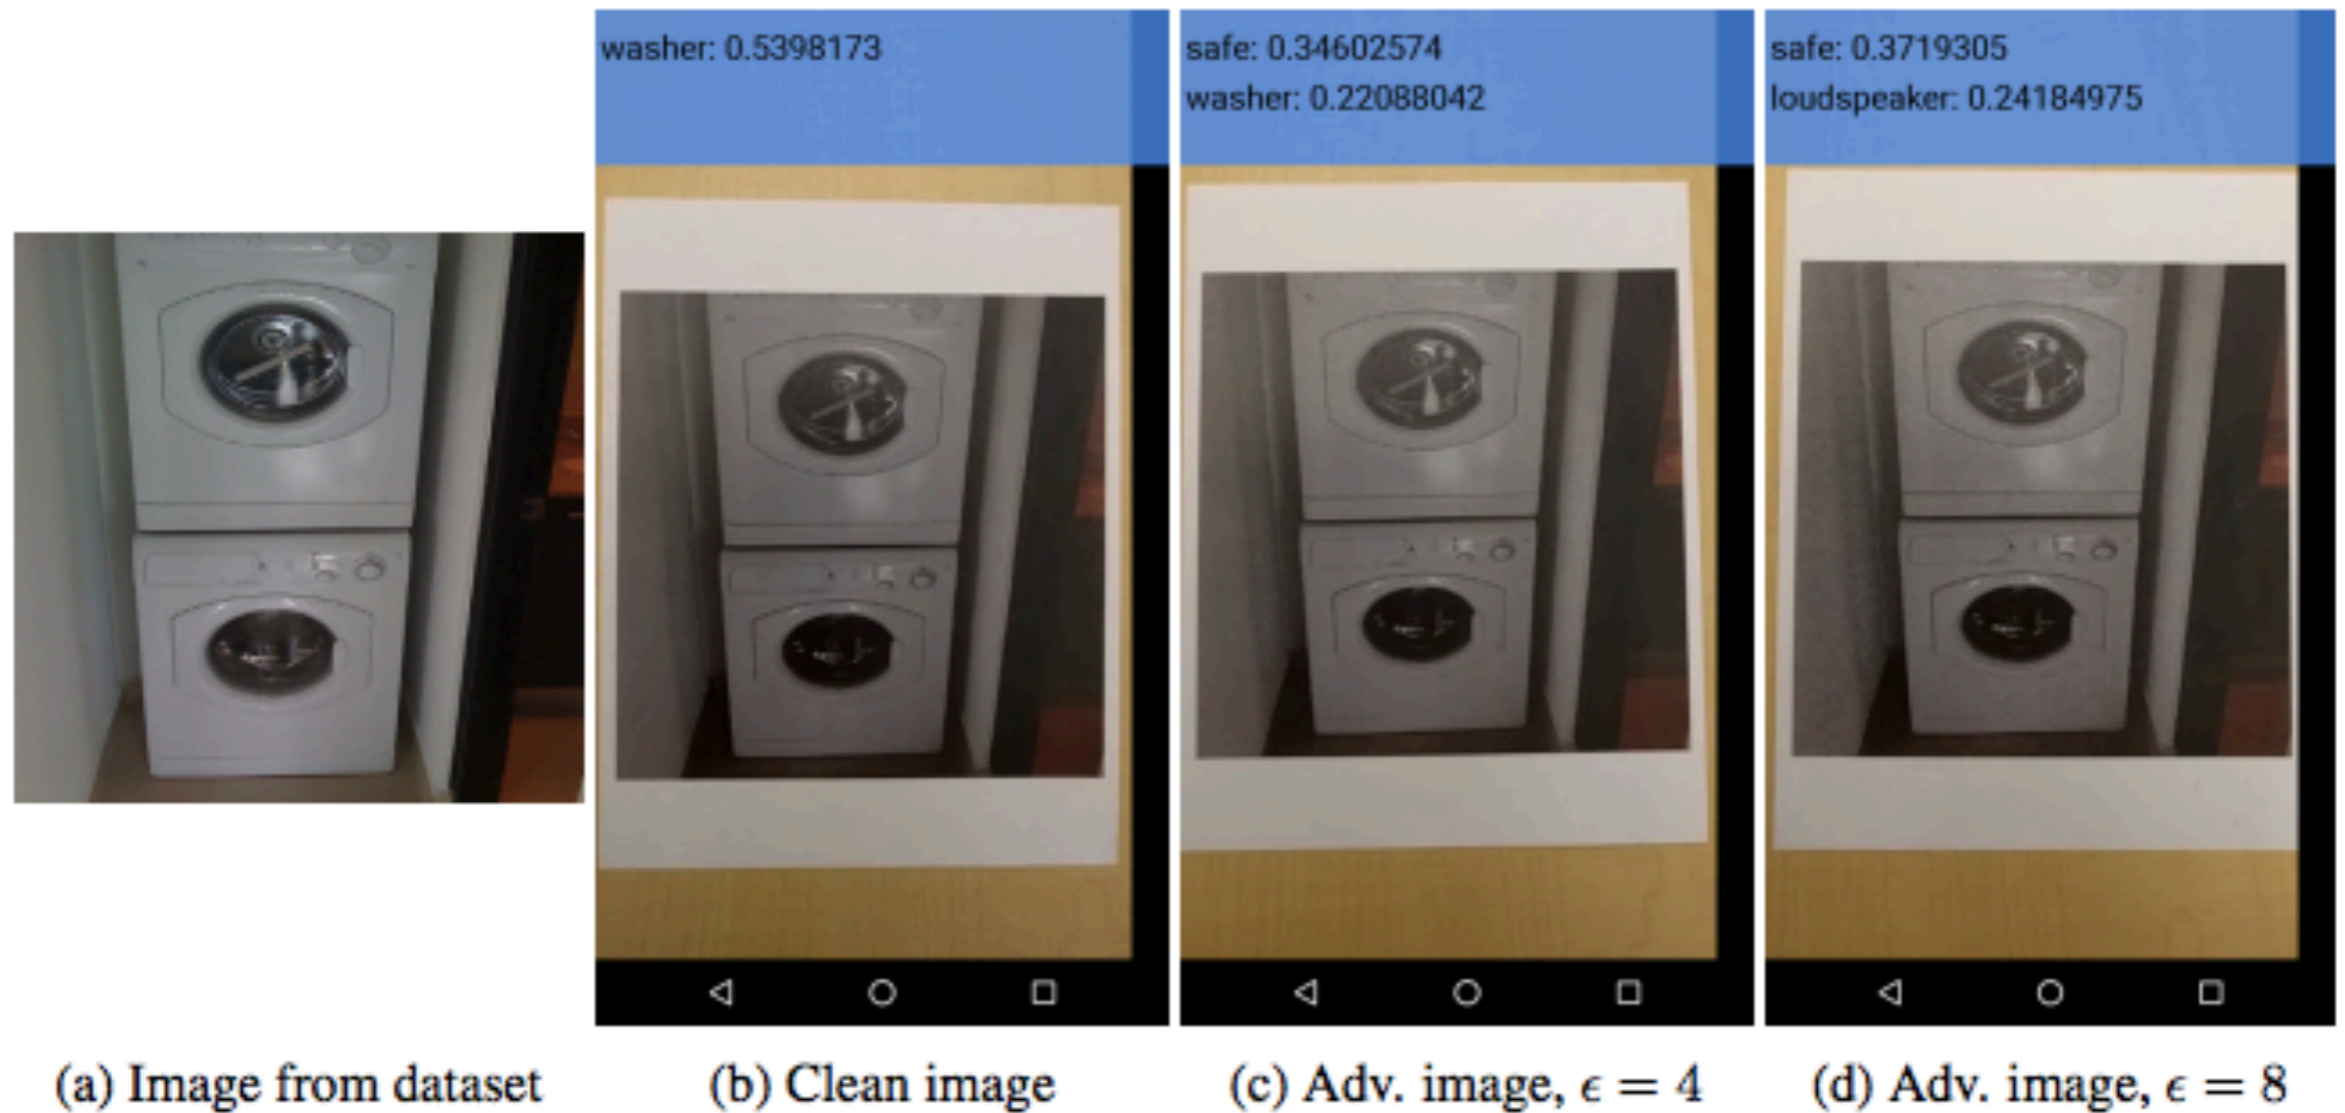 washer: 0.5398173
safe: 0.34602574
washer: 0.22088042
safe: 0.3719305
loudspeaker: 0.24184975
(a) Image from dataset
(b) Clean image
(c) Adv. image, ϵ = 4
(d) Adv. image, ϵ = 8